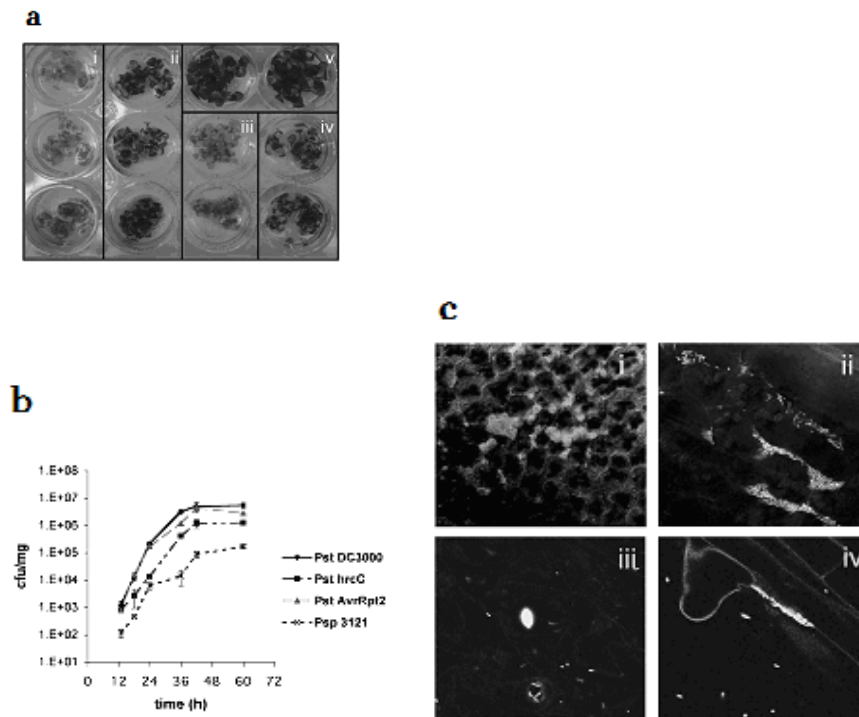 a
i
ii
v
iii
iv
b
1.E+08
1.E+07
1.E+06
1.E+05
1.E+04
1.E+03
1.E+02
1.E+01
cfu/mg
0 12 24 36 48 60 72
time (h)
Pst DC3000
Pst hrcC
Pst AvrRpt2
Psp 3121
c
i
ii
iii
iv